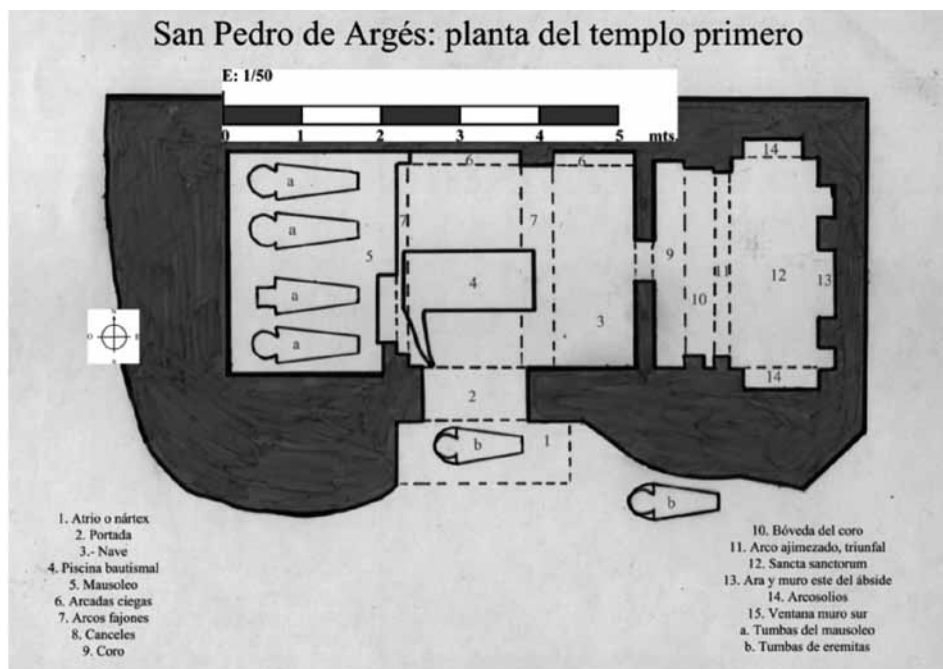 San Pedro de Argés: planta del templo primero
E: 1/50
0 1 2 3 4 5 mts.
14
6 6
a
7 7
a
5
9
11
12
13
4
10
a
3
a
14
2
b
1
b
N
O E
S
1. Atrio o nártex
2. Portada
3.- Nave
4. Piscina bautismal
5. Mausoleo
6. Arcadas ciegas
7. Arcos fajones
8. Canceles
9. Coro
10. Bóveda del coro
11. Arco ajimezado, triunfal
12. Sancta sanctorum
13. Ara y muro este del ábside
14. Arcosolios
15. Ventana muro sur
a. Tumbas del mausoleo
b. Tumbas de eremitas